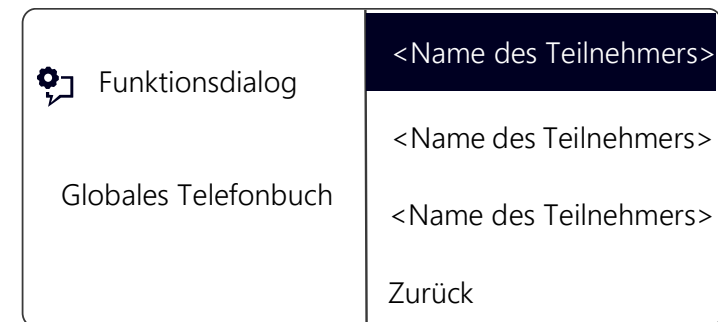 Funktionsdialog
Globales Telefonbuch
<Name des Teilnehmers>
<Name des Teilnehmers>
<Name des Teilnehmers>
Zurück